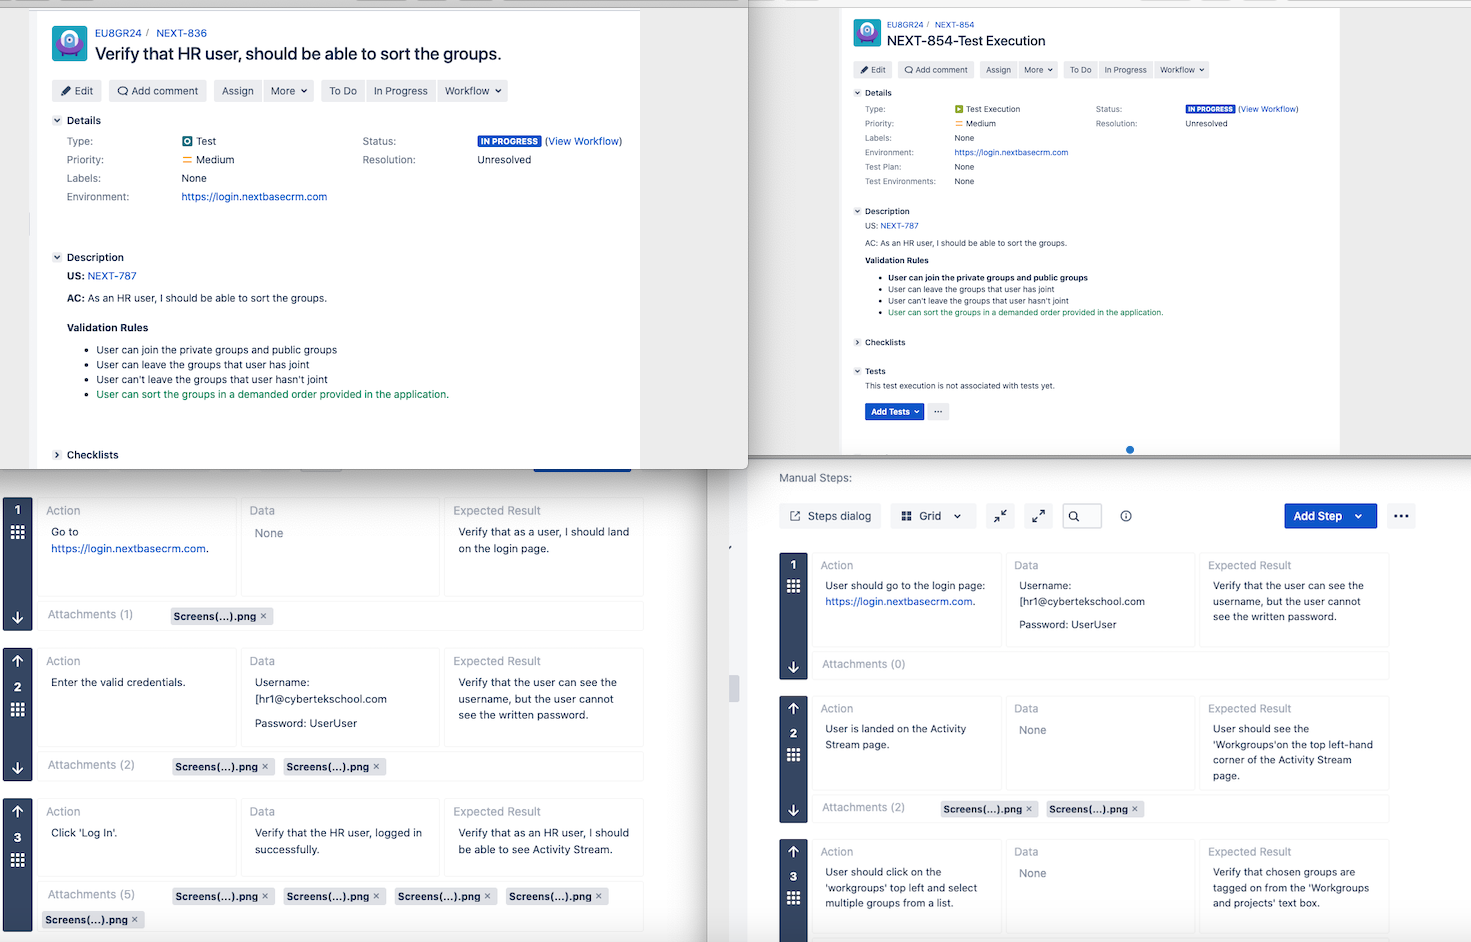 EU8GR24 / NEXT-836
Verify that HR user, should be able to sort the groups.
Edit
Add comment
Assign
More
To Do
In Progress
Workflow
Details
Type:
Test
Status:
IN PROGRESS (View Workflow)
Priority:
Medium
Resolution:
Unresolved
Labels:
None
Environment:
https://login.nextbasecrm.com
Description
US: NEXT-787
AC: As an HR user, I should be able to sort the groups.
Validation Rules
• User can join the private groups and public groups
• User can leave the groups that user has joint
• User can't leave the groups that user hasn't joint
• User can sort the groups in a demanded order provided in the application.
Checklists
EU8GR24 / NEXT-854
NEXT-854-Test Execution
Edit
Add comment
Assign
More
To Do
In Progress
Workflow
Details
Type:
Test Execution
Status:
IN PROGRESS (View Workflow)
Priority:
Medium
Resolution:
Unresolved
Labels:
None
Environment:
https://login.nextbasecrm.com
Test Plan:
None
Test Environments:
None
Description
US: NEXT-787
AC: As an HR user, I should be able to sort the groups.
Validation Rules
• User can join the private groups and public groups
• User can leave the groups that user has joint
• User can't leave the groups that user hasn't joint
• User can sort the groups in a demanded order provided in the application.
Checklists
Tests
This test execution is not associated with tests yet.
Add Tests
...
1
Action
Go to
https://login.nextbasecrm.com.
Data
None
Expected Result
Verify that as a user, I should land
on the login page.
Attachments (1)
Screens(...).png ×
2
Action
Enter the valid credentials.
Data
Username:
[hr1@cybertekschool.com
Password: UserUser
Expected Result
Verify that the user can see the
username, but the user cannot
see the written password.
Attachments (2)
Screens(...).png ×
Screens(...).png ×
3
Action
Click 'Log In'.
Data
Verify that the HR user, logged in
successfully.
Expected Result
Verify that as an HR user, I should
be able to see Activity Stream.
Attachments (5)
Screens(...).png ×
Screens(...).png ×
Screens(...).png ×
Screens(...).png ×
Screens(...).png ×
Manual Steps:
Steps dialog
Grid
Add Step
...
1
Action
User should go to the login page:
https://login.nextbasecrm.com.
Data
Username:
[hr1@cybertekschool.com
Password: UserUser
Expected Result
Verify that the user can see the
username, but the user cannot
see the written password.
Attachments (0)
2
Action
User is landed on the Activity
Stream page.
Data
None
Expected Result
User should see the
'Workgroups'on the top left-hand
corner of the Activity Stream
page.
Attachments (2)
Screens(...).png ×
Screens(...).png ×
3
Action
User should click on the
'workgroups' top left and select
multiple groups from a list.
Data
None
Expected Result
Verify that chosen groups are
tagged on from the 'Workgroups
and projects' text box.